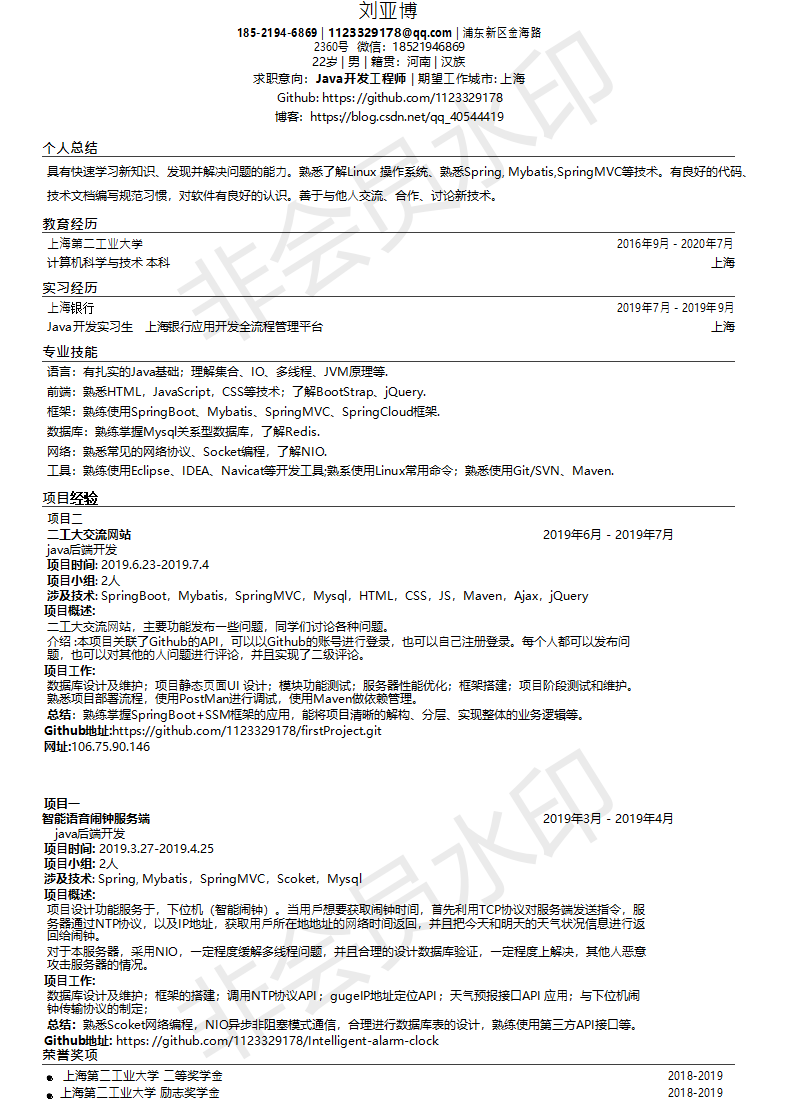 刘亚博
185-2194-6869 | 1123329178@qq.com | 浦东新区金海路
2360号 微信：18521946869
22岁 | 男 | 籍贯：河南 | 汉族
求职意向：Java开发工程师 | 期望工作城市: 上海
Github: https://github.com/1123329178
博客：https://blog.csdn.net/qq_40544419
个人总结
具有快速学习新知识、发现并解决问题的能力。熟悉了解Linux 操作系统、熟悉Spring, Mybatis,SpringMVC等技术。有良好的代码、
技术文档编写规范习惯，对软件有良好的认识。善于与他人交流、合作、讨论新技术。
教育经历
上海第二工业大学 2016年9月 - 2020年7月
计算机科学与技术 本科 上海
实习经历
上海银行 2019年7月 - 2019年9月
Java开发实习生 上海银行应用开发全流程管理平台 上海
专业技能
语言：有扎实的Java基础；理解集合、IO、多线程、JVM原理等.
前端：熟悉HTML，JavaScript，CSS等技术；了解BootStrap、jQuery.
框架：熟练使用SpringBoot、Mybatis、SpringMVC、SpringCloud框架.
数据库：熟练掌握Mysql关系型数据库，了解Redis.
网络：熟悉常见的网络协议、Socket编程，了解NIO.
工具：熟练使用Eclipse、IDEA、Navicat等开发工具;熟系使用Linux常用命令；熟悉使用Git/SVN、Maven.
项目经验
项目二
二工大交流网站 2019年6月 - 2019年7月
java后端开发
项目时间: 2019.6.23-2019.7.4
项目小组: 2人
涉及技术: SpringBoot，Mybatis，SpringMVC，Mysql，HTML，CSS，JS，Maven，Ajax，jQuery
项目概述:
二工大交流网站，主要功能发布一些问题，同学们讨论各种问题。
介绍 :本项目关联了Github的API，可以以Github的账号进行登录，也可以自己注册登录。每个人都可以发布问
题，也可以对其他的人问题进行评论，并且实现了二级评论。
项目工作:
数据库设计及维护；项目静态页面UI 设计；模块功能测试；服务器性能优化；框架搭建；项目阶段测试和维护。
熟悉项目部署流程，使用PostMan进行调试，使用Maven做依赖管理。
总结：熟练掌握SpringBoot+SSM框架的应用，能将项目清晰的解构、分层、实现整体的业务逻辑等。
Github地址:https://github.com/1123329178/firstProject.git
网址:106.75.90.146
项目一
智能语音闹钟服务端 2019年3月 - 2019年4月
java后端开发
项目时间: 2019.3.27-2019.4.25
项目小组: 2人
涉及技术: Spring, Mybatis，SpringMVC，Scoket，Mysql
项目概述:
项目设计功能服务于，下位机（智能闹钟）。当用戶想要获取闹钟时间，首先利用TCP协议对服务端发送指令，服
务器通过NTP协议，以及IP地址，获取用戶所在地地址的网络时间返回，并且把今天和明天的天气状况信息进行返
回给闹钟。
对于本服务器，采用NIO，一定程度缓解多线程问题，并且合理的设计数据库验证，一定程度上解决，其他人恶意
攻击服务器的情况。
项目工作:
数据库设计及维护；框架的搭建；调用NTP协议API；gugeIP地址定位API；天气预报接口API 应用；与下位机闹
钟传输协议的制定；
总结：熟悉Scoket网络编程，NIO异步非阻塞模式通信，合理进行数据库表的设计，熟练使用第三方API接口等。
Github地址: https: //github.com/1123329178/Intelligent-alarm-clock
荣誉奖项
● 上海第二工业大学 二等奖学金 2018-2019
● 上海第二工业大学 励志奖学金 2018-2019
非会员水印
非会员水印